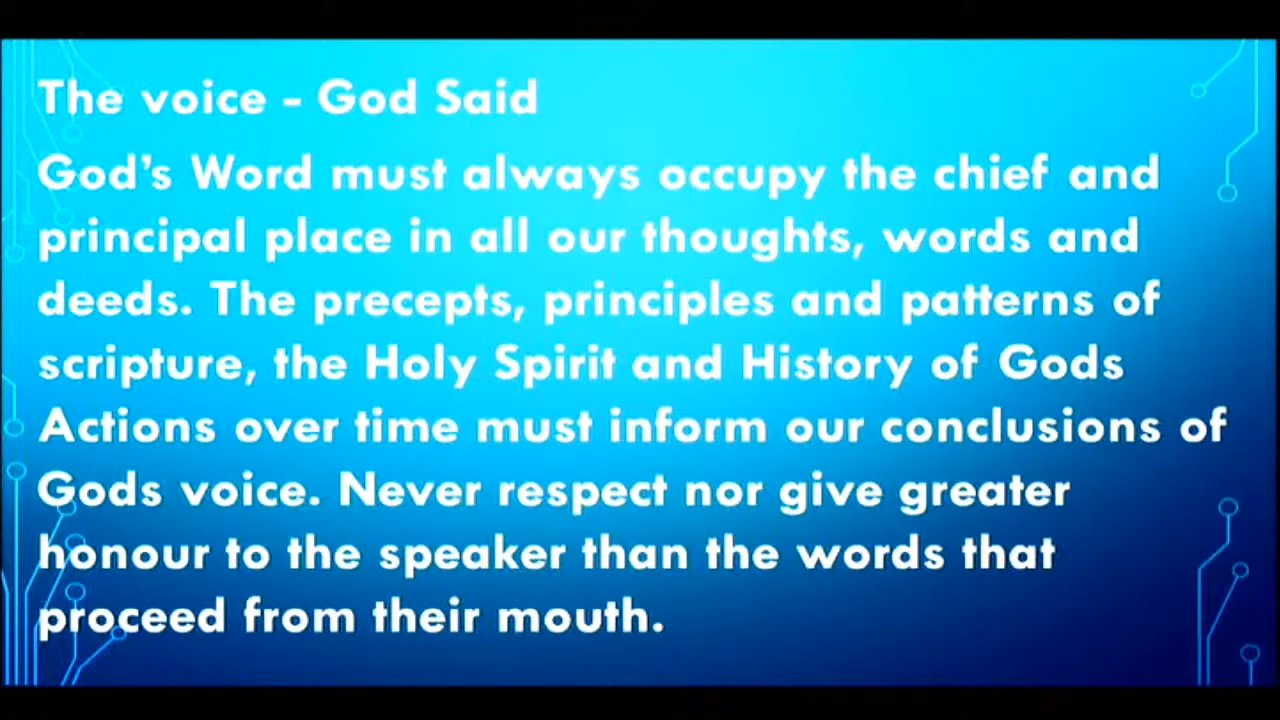 The voice - God Said
God's Word must always occupy the chief and
principal place in all our thoughts, words and
deeds. The precepts, principles and patterns of
scripture, the Holy Spirit and History of Gods
Actions over time must inform our conclusions of
Gods voice. Never respect nor give greater
honour to the speaker than the words that
proceed from their mouth.